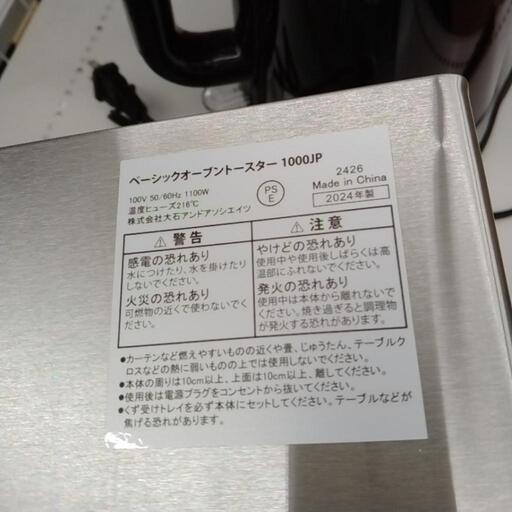 ベーシックオーブントースター 1000JP
100V 50/60Hz 1100W
温度ヒューズ216℃
株式会社大石アンドアソシエイツ
PS
E
2426
Made in China
2024年製
⚠ 警告
感電の恐れあり
水につけたり、水を掛けたり
しないでください。
火災の恐れあり
可燃物の近くで使わないでく
ださい。
⚠ 注意
やけどの恐れあり
使用中や使用後しばらくは高
温部にふれないでください。
発火の恐れあり
使用中は本体から離れないで
ください。焼き過ぎると調理物
が発火する恐れがあります。
●カーテンなど燃えやすいものの近くや畳、じゅうたん、テーブルク
ロスなどの熱に弱いものの上では使用しないでください。
●本体の周りは10cm以上、上面は10cm以上、離してください。
●使用後は電源プラグをコンセントから抜いてください。
●くず受けトレイを必ず本体にセットしてください。テーブルなどが
焦げる恐れがあります。